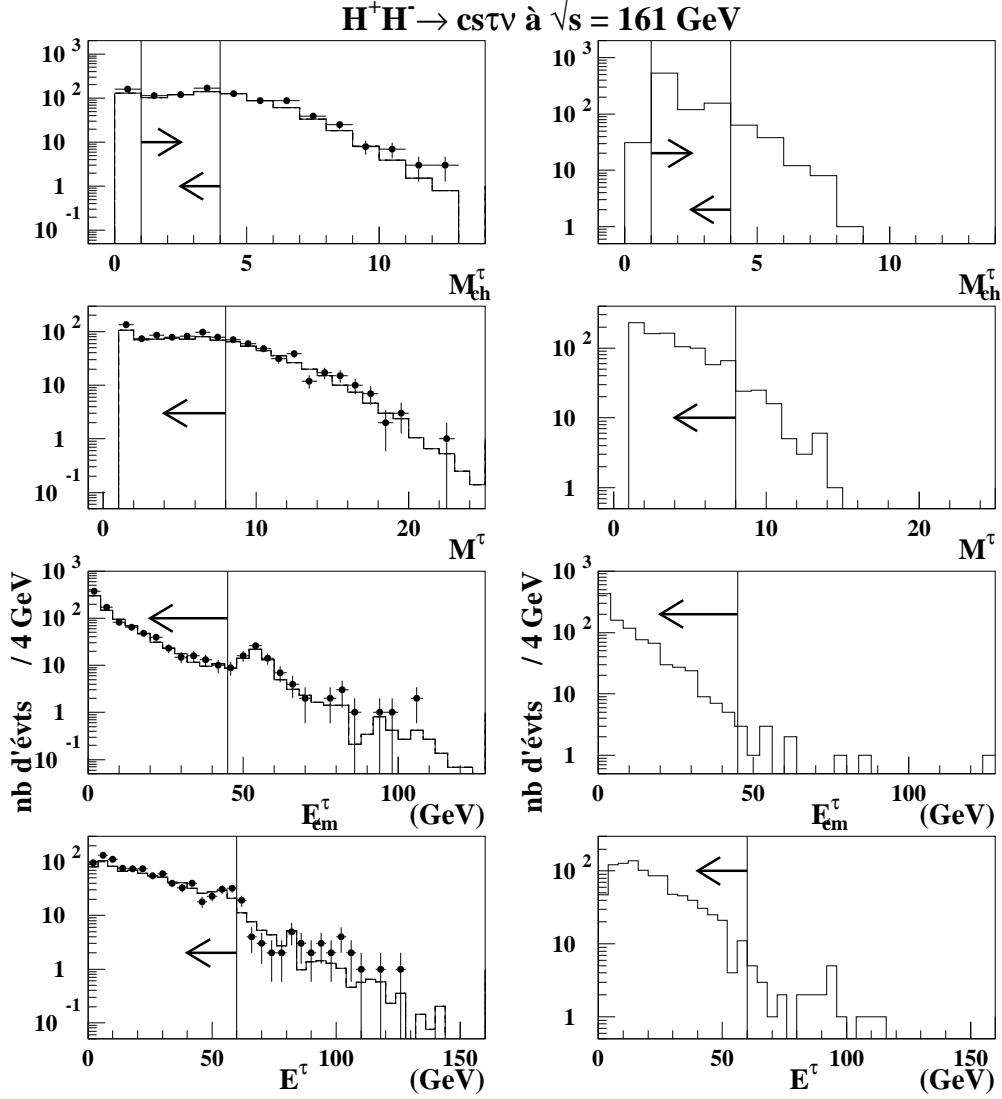 H⁺H⁻→ csτν à √s = 161 GeV
10³
10²
10
1
10⁻¹
0 5 10
M_ch^τ
10³
10²
10
1
0 5 10
M_ch^τ
10²
10
1
10⁻¹
0 10 20
M^τ
10²
10
1
0 10 20
M^τ
nb d'évts / 4 GeV
10³
10²
10
1
10⁻¹
0 50 100
E_em^τ (GeV)
nb d'évts / 4 GeV
10³
10²
10
1
0 50 100
E_em^τ (GeV)
10²
10
1
10⁻¹
0 50 100 150
E^τ (GeV)
10²
10
1
0 50 100 150
E^τ (GeV)